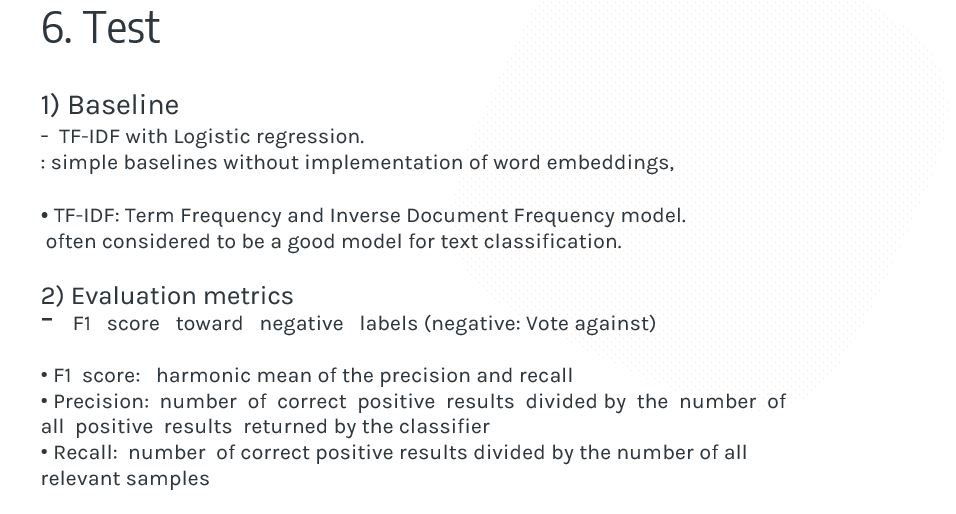 6. Test
1) Baseline
- TF-IDF with Logistic regression.
: simple baselines without implementation of word embeddings,
• TF-IDF: Term Frequency and Inverse Document Frequency model.
often considered to be a good model for text classification.
2) Evaluation metrics
- F1 score toward negative labels (negative: Vote against)
• F1 score: harmonic mean of the precision and recall
• Precision: number of correct positive results divided by the number of
all positive results returned by the classifier
• Recall: number of correct positive results divided by the number of all
relevant samples